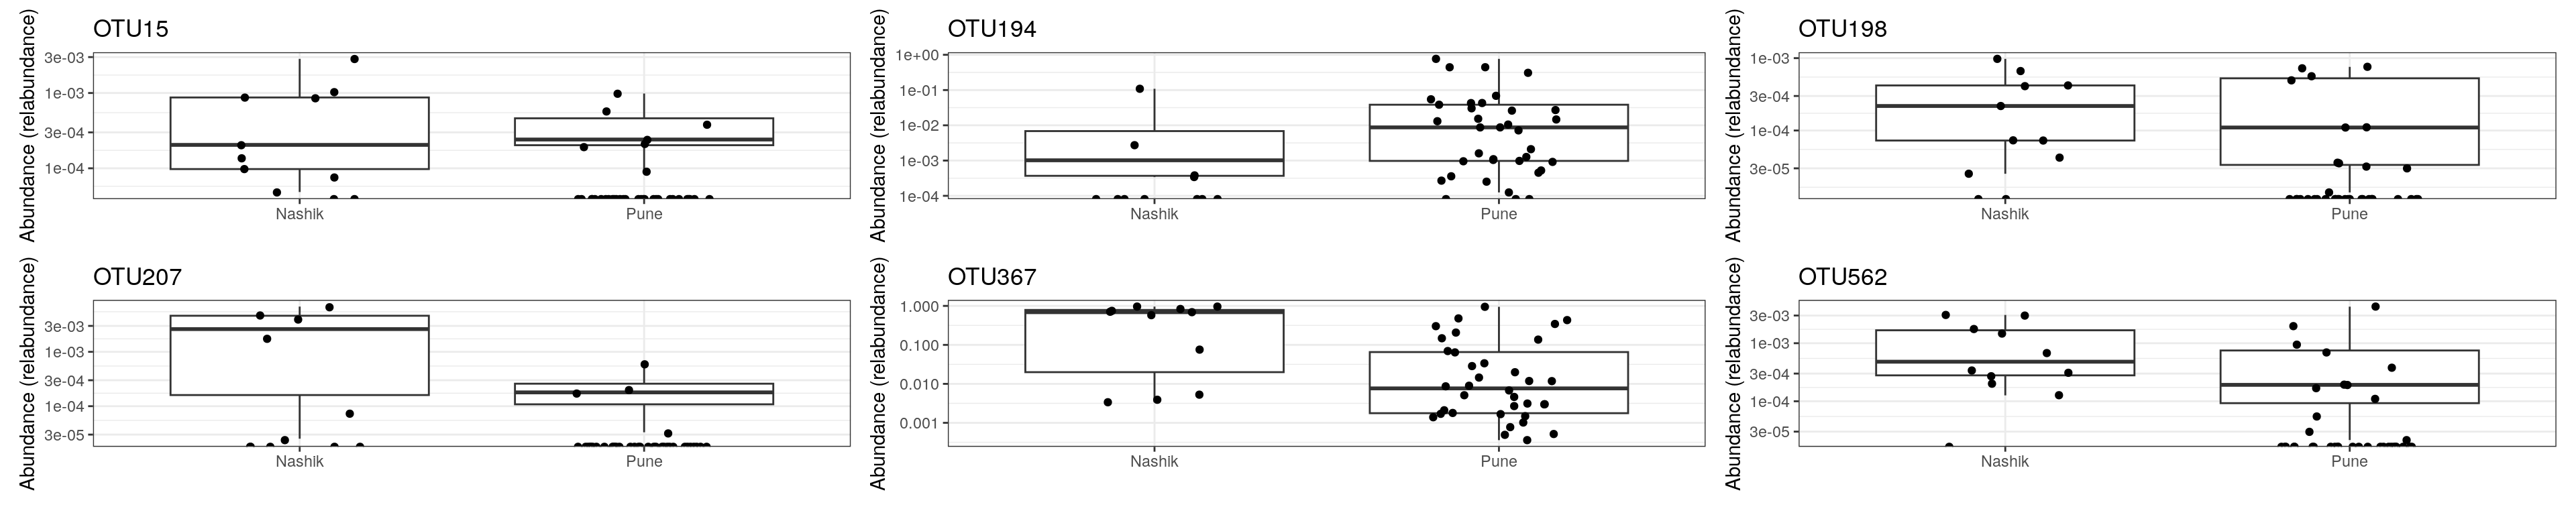 OTU15
Abundance (relabundance)
3e-03
1e-03
3e-04
1e-04
Nashik
Pune
OTU194
Abundance (relabundance)
1e+00
1e-01
1e-02
1e-03
1e-04
Nashik
Pune
OTU198
Abundance (relabundance)
1e-03
3e-04
1e-04
3e-05
Nashik
Pune
OTU207
Abundance (relabundance)
3e-03
1e-03
3e-04
1e-04
3e-05
Nashik
Pune
OTU367
Abundance (relabundance)
1.000
0.100
0.010
0.001
Nashik
Pune
OTU562
Abundance (relabundance)
3e-03
1e-03
3e-04
1e-04
3e-05
Nashik
Pune